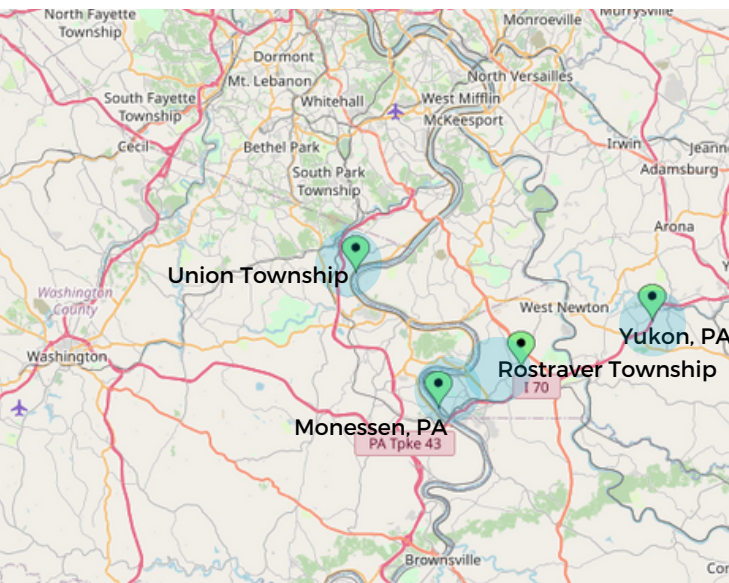 North Fayette
Township
Monroeville
Murrysville
Dormont
Mt. Lebanon
North Versailles
South Fayette
Township
Whitehall
West Mifflin
McKeesport
Cecil
Bethel Park
Irwin
Jeann
Adamsburg
South Park
Township
Arona
Union Township
Washington
County
West Newton
Yukon, PA
Washington
Rostraver Township
I 70
Monessen, PA
PA Tpke 43
Brownsville
Con